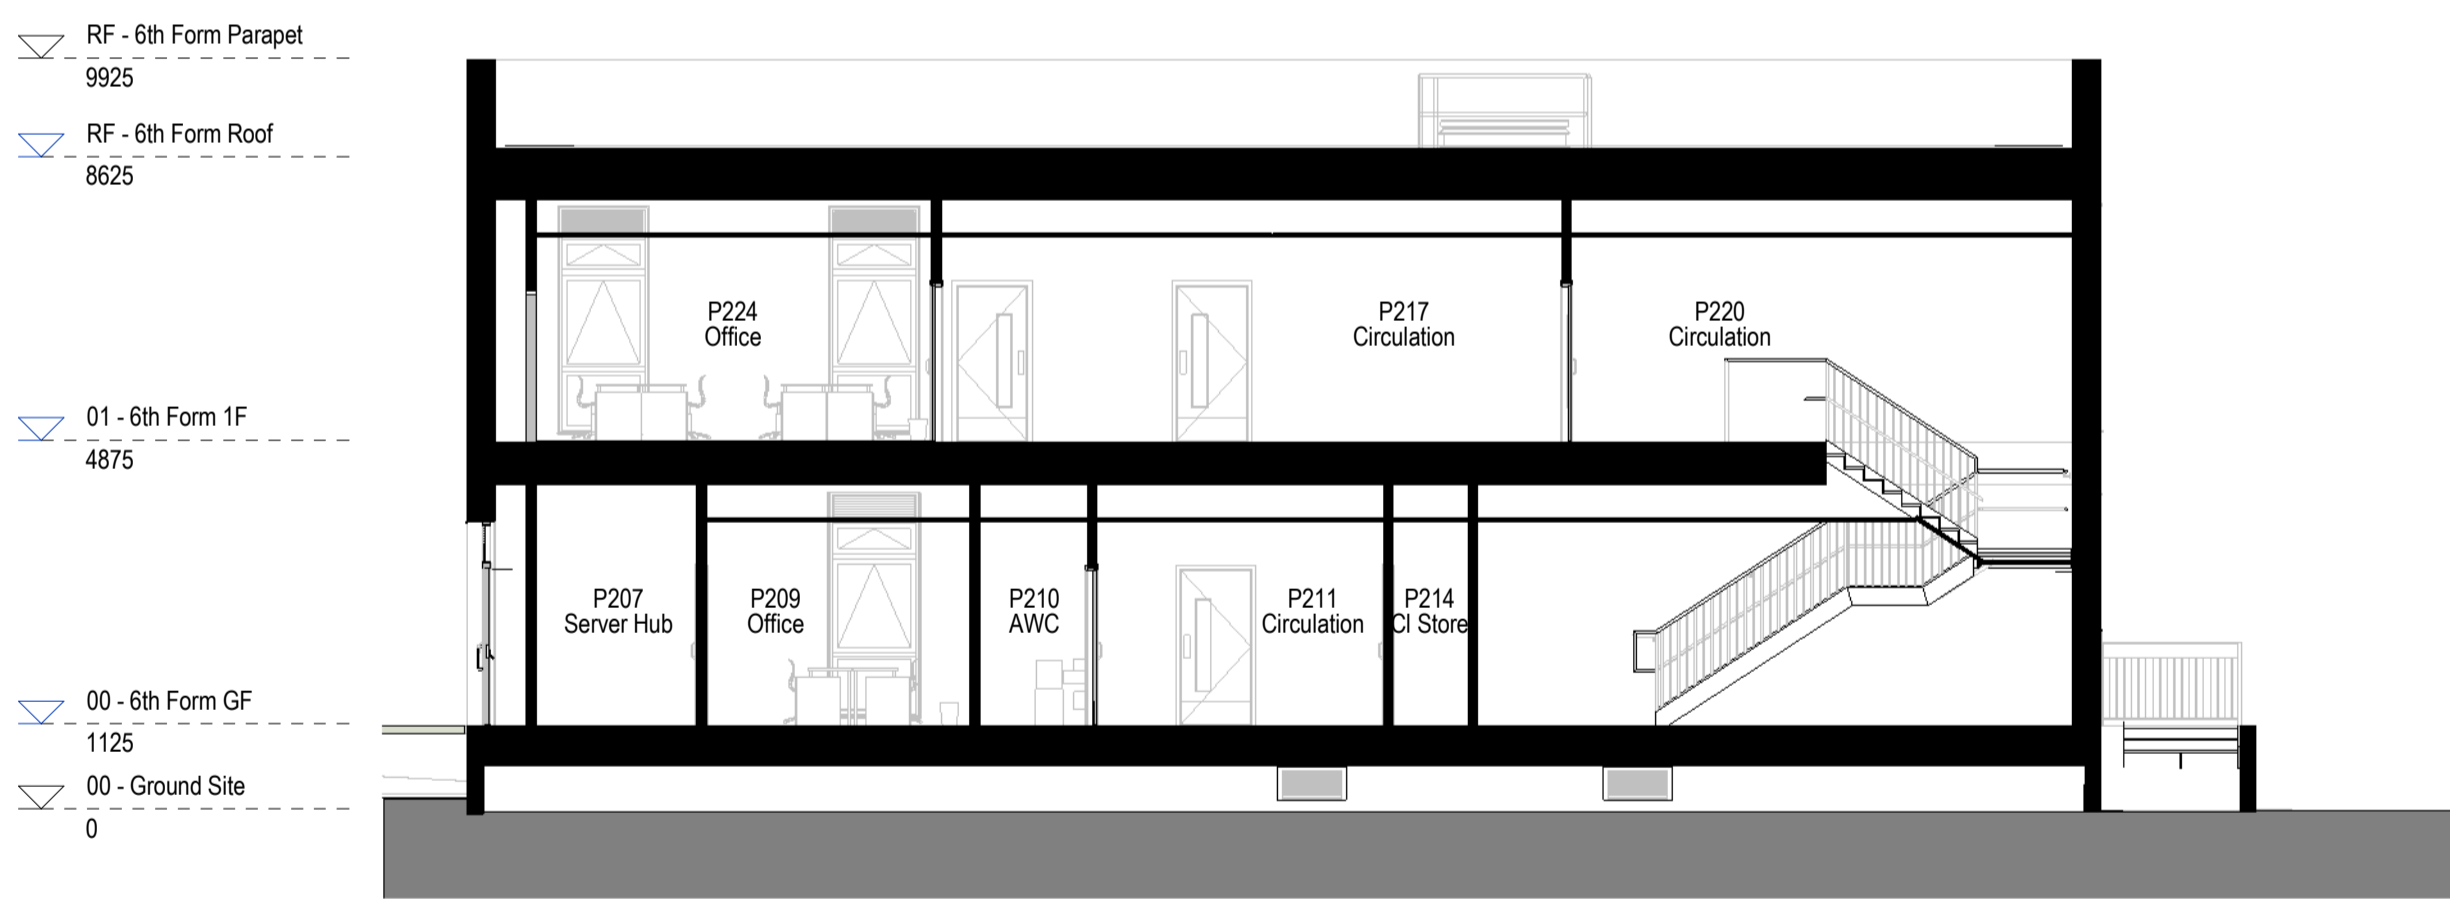 RF - 6th Form Parapet
9925
RF - 6th Form Roof
8625
P224
Office
P217
Circulation
P220
Circulation
01 - 6th Form 1F
4875
P207
Server Hub
P209
Office
P210
AWC
P211
Circulation
P214
Cl Store
00 - 6th Form GF
1125
00 - Ground Site
0